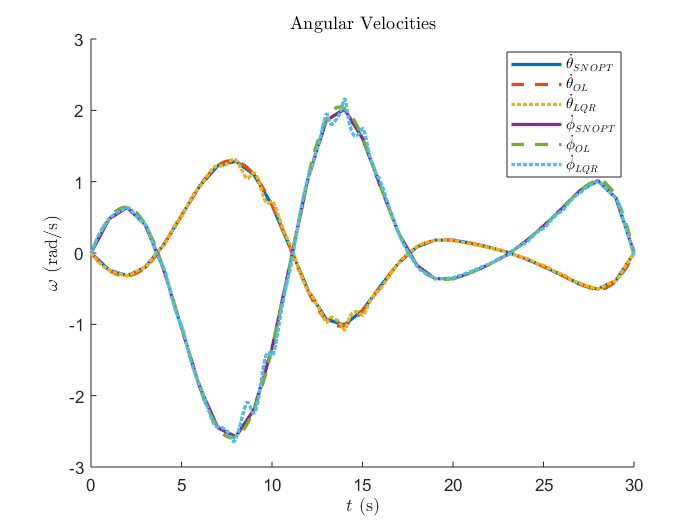 Angular Velocities
3
2
1
0
-1
-2
-3
ω (rad/s)
0 5 10 15 20 25 30
t (s)
θ̇_SNOPT
θ̇_OL
θ̇_LQR
φ̇_SNOPT
φ̇_OL
φ̇_LQR